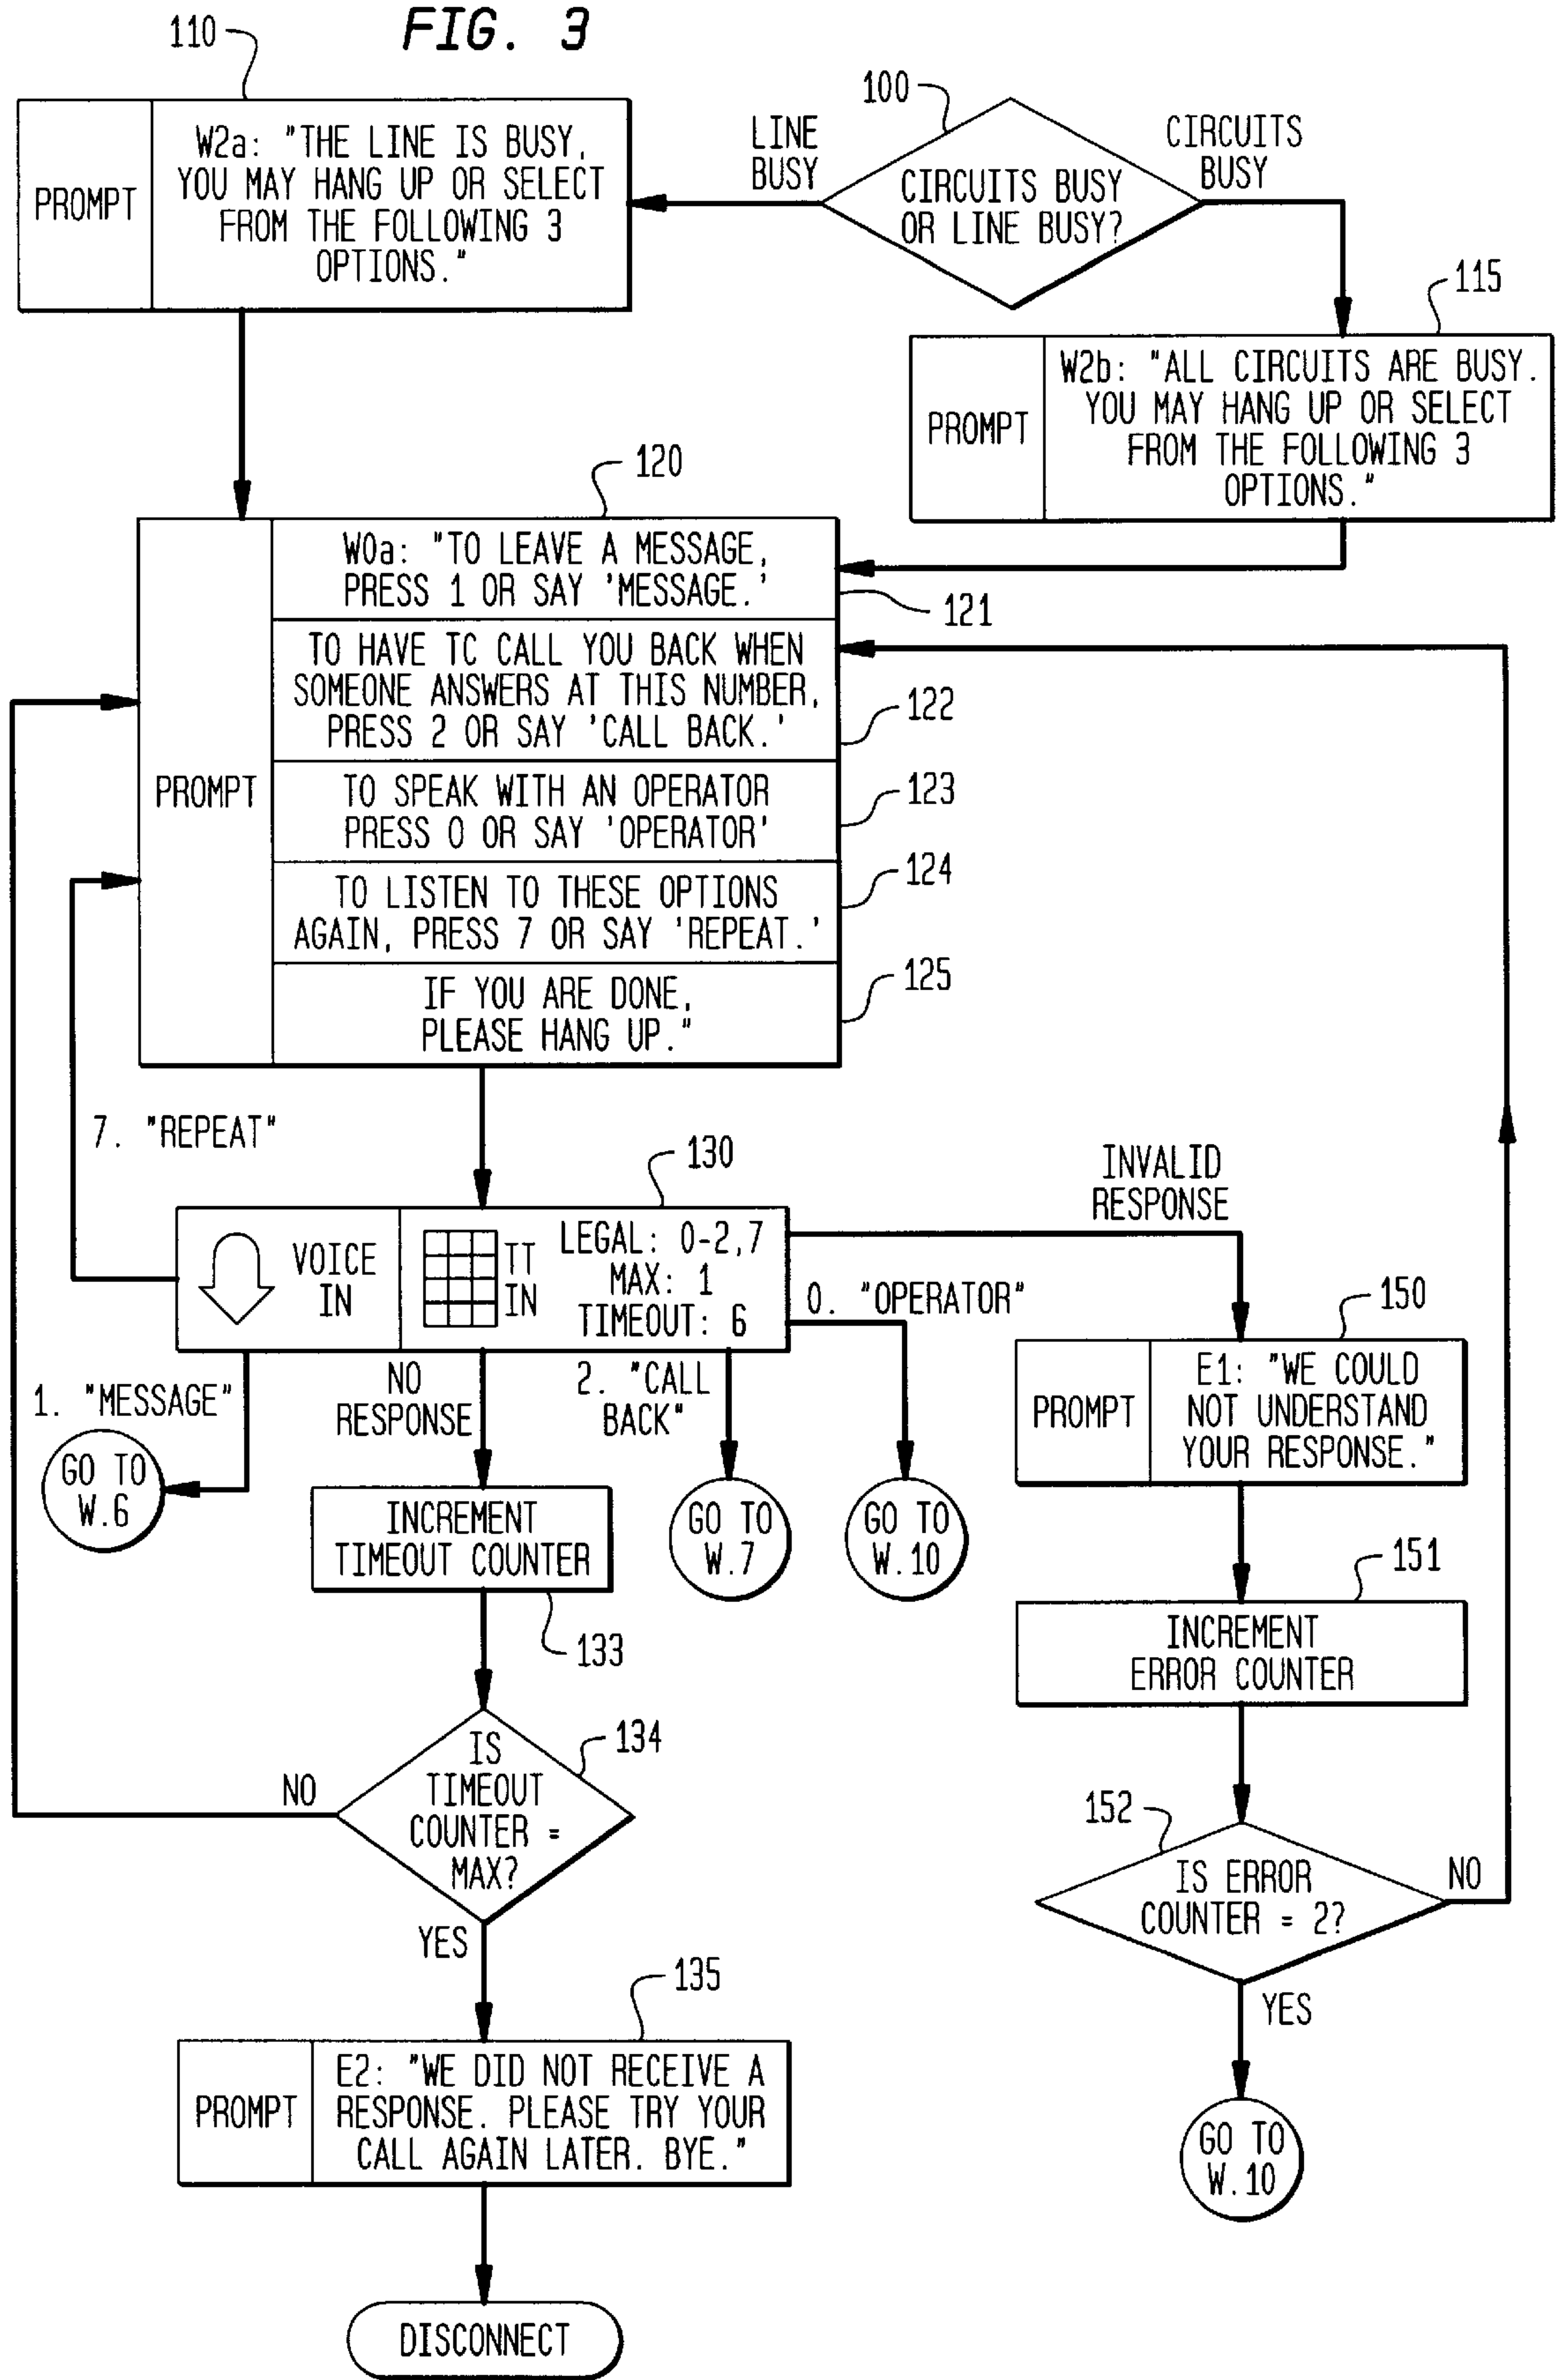 FIG. 3
110
PROMPT
W2a: "THE LINE IS BUSY,
YOU MAY HANG UP OR SELECT
FROM THE FOLLOWING 3
OPTIONS."
LINE
BUSY
100
CIRCUITS BUSY
OR LINE BUSY?
CIRCUITS
BUSY
115
PROMPT
W2b: "ALL CIRCUITS ARE BUSY.
YOU MAY HANG UP OR SELECT
FROM THE FOLLOWING 3
OPTIONS."
120
PROMPT
W0a: "TO LEAVE A MESSAGE,
PRESS 1 OR SAY 'MESSAGE.'
121
TO HAVE TC CALL YOU BACK WHEN
SOMEONE ANSWERS AT THIS NUMBER,
PRESS 2 OR SAY 'CALL BACK.'
122
TO SPEAK WITH AN OPERATOR
PRESS 0 OR SAY 'OPERATOR'
123
TO LISTEN TO THESE OPTIONS
AGAIN, PRESS 7 OR SAY 'REPEAT.'
124
IF YOU ARE DONE,
PLEASE HANG UP."
125
7. "REPEAT"
130
VOICE
IN
TT
IN
LEGAL: 0-2,7
MAX: 1
TIMEOUT: 6
INVALID
RESPONSE
0. "OPERATOR"
1. "MESSAGE"
GO TO
W.6
NO
RESPONSE
2. "CALL
BACK"
GO TO
W.7
GO TO
W.10
150
PROMPT
E1: "WE COULD
NOT UNDERSTAND
YOUR RESPONSE."
INCREMENT
TIMEOUT COUNTER
133
151
INCREMENT
ERROR COUNTER
134
IS
TIMEOUT
COUNTER =
MAX?
NO
YES
152
IS ERROR
COUNTER = 2?
NO
YES
GO TO
W.10
135
PROMPT
E2: "WE DID NOT RECEIVE A
RESPONSE. PLEASE TRY YOUR
CALL AGAIN LATER. BYE."
DISCONNECT